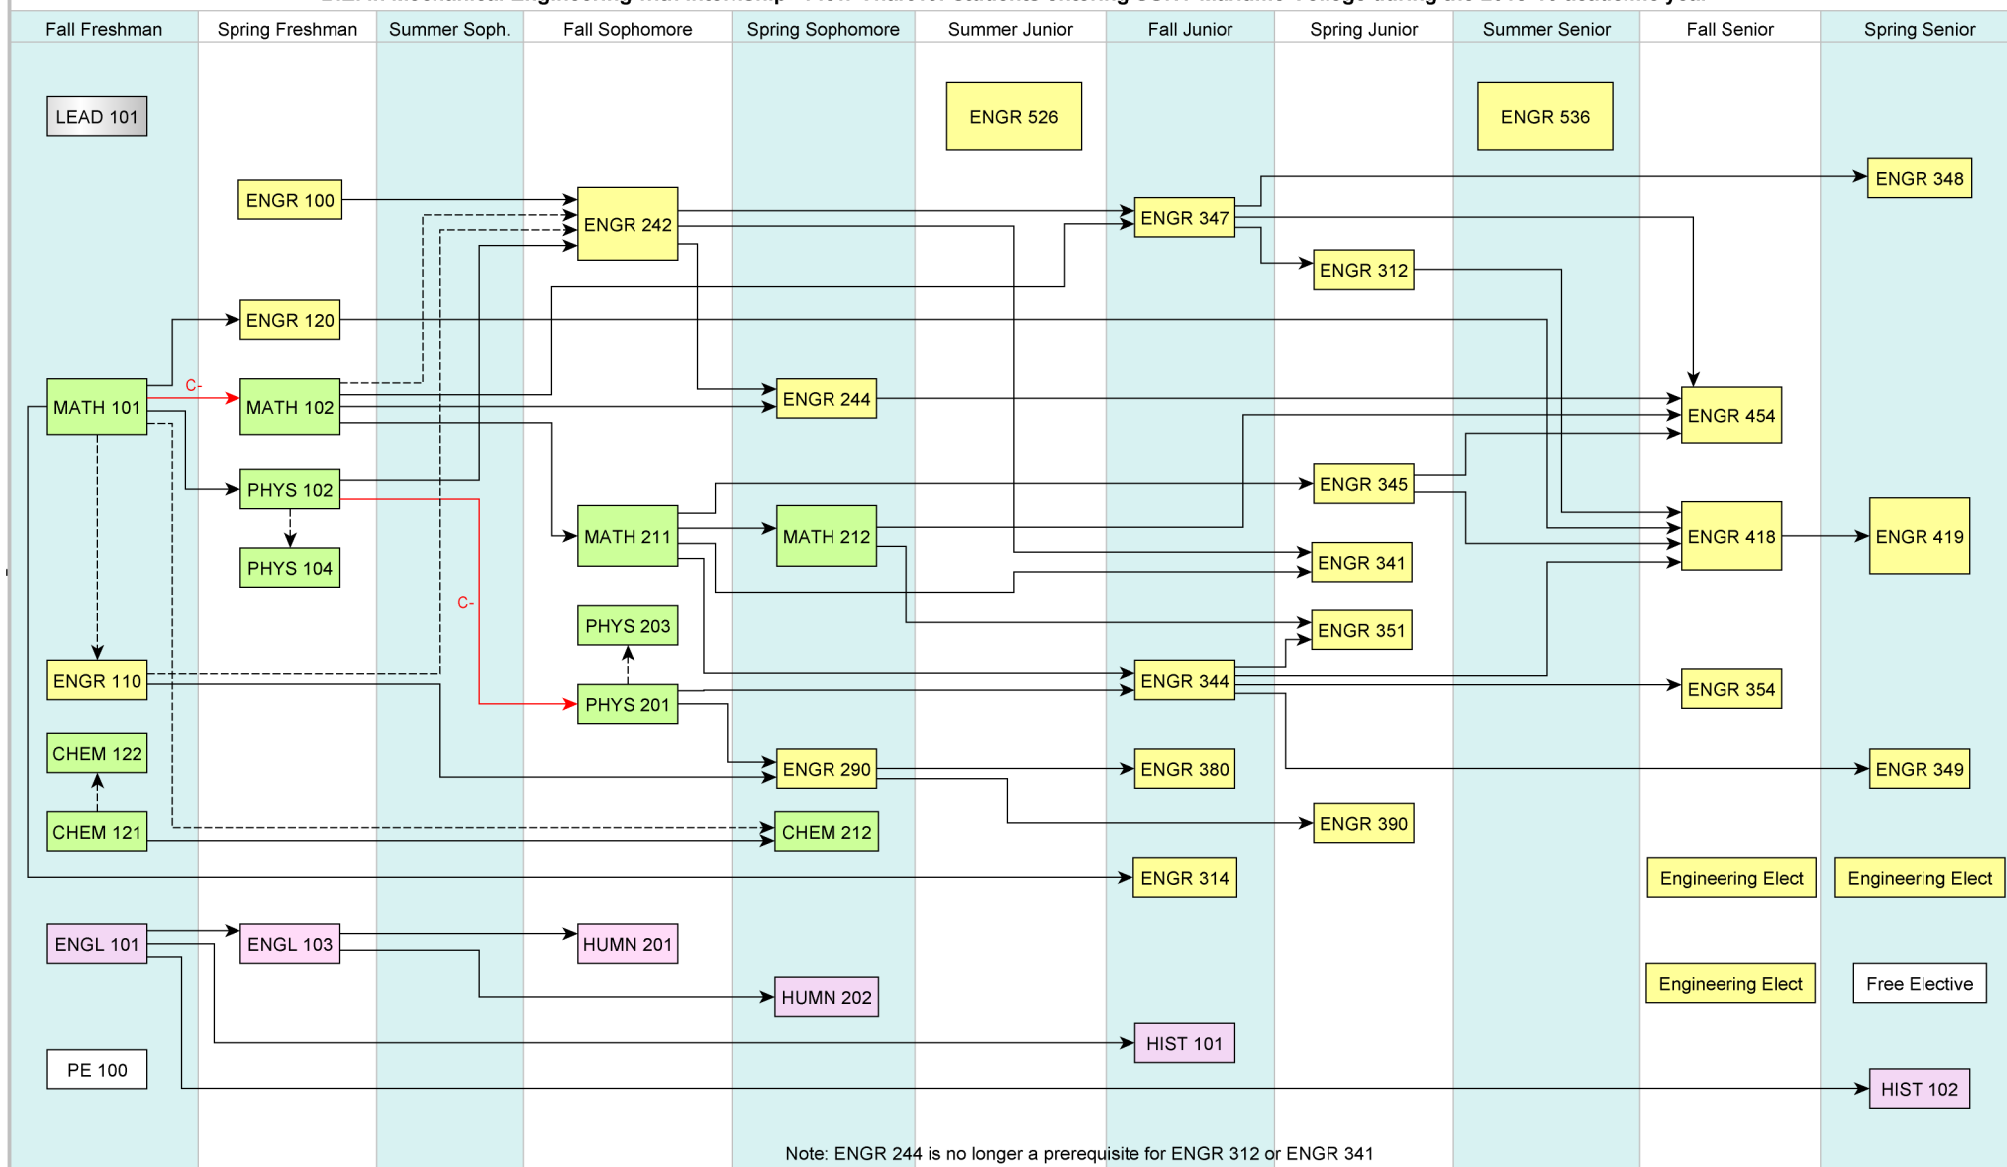 Fall Freshman
Spring Freshman
Summer Soph.
Fall Sophomore
Spring Sophomore
Summer Junior
Fall Junior
Spring Junior
Summer Senior
Fall Senior
Spring Senior
LEAD 101
ENGR 526
ENGR 536
ENGR 348
ENGR 100
ENGR 242
ENGR 347
ENGR 312
ENGR 120
C-
MATH 101
MATH 102
ENGR 244
ENGR 454
PHYS 102
ENGR 345
MATH 211
MATH 212
ENGR 418
ENGR 419
PHYS 104
ENGR 341
C-
PHYS 203
ENGR 351
ENGR 110
ENGR 344
ENGR 354
PHYS 201
CHEM 122
ENGR 290
ENGR 380
ENGR 349
CHEM 121
CHEM 212
ENGR 390
ENGR 314
Engineering Elect
Engineering Elect
ENGL 101
ENGL 103
HUMN 201
Engineering Elect
Free Elective
HUMN 202
HIST 101
PE 100
HIST 102
Note: ENGR 244 is no longer a prerequisite for ENGR 312 or ENGR 341